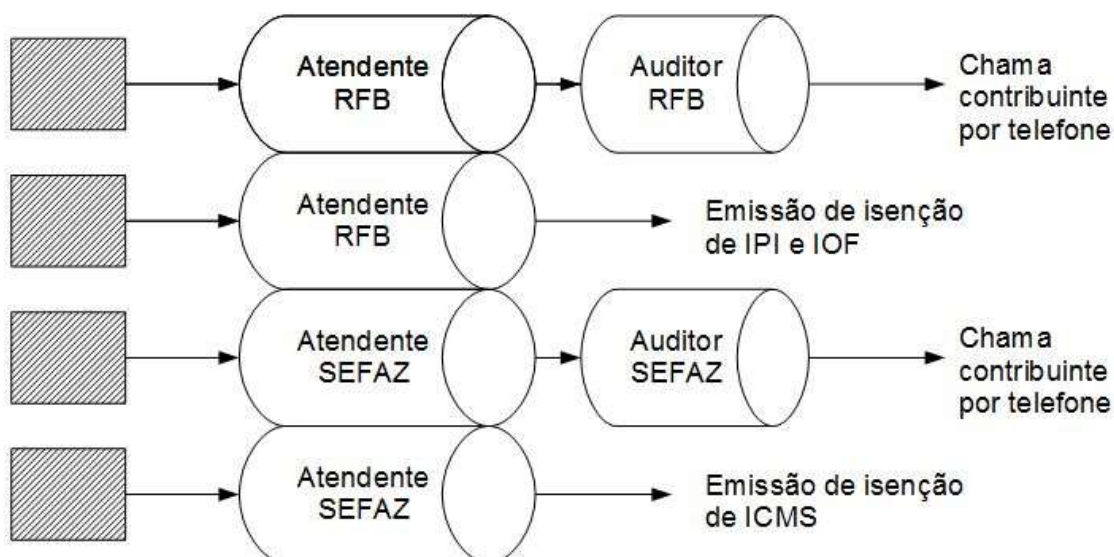 Atendente
RFB
Auditor
RFB
Chama
contribuinte
por telefone
Atendente
RFB
Emissão de isenção
de IPI e IOF
Atendente
SEFAZ
Auditor
SEFAZ
Chama
contribuinte
por telefone
Atendente
SEFAZ
Emissão de isenção
de ICMS